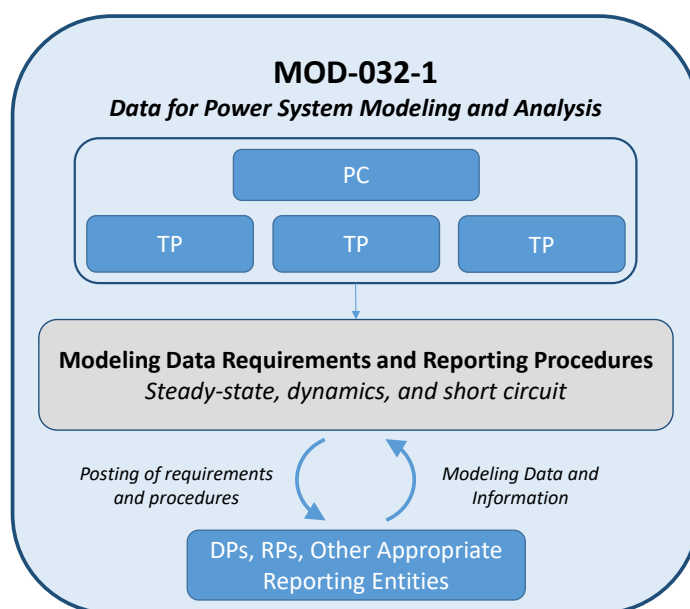 MOD-032-1
Data for Power System Modeling and Analysis
PC
TP
TP
TP
Modeling Data Requirements and Reporting Procedures
Steady-state, dynamics, and short circuit
Posting of requirements
and procedures
Modeling Data and
Information
DPs, RPs, Other Appropriate
Reporting Entities